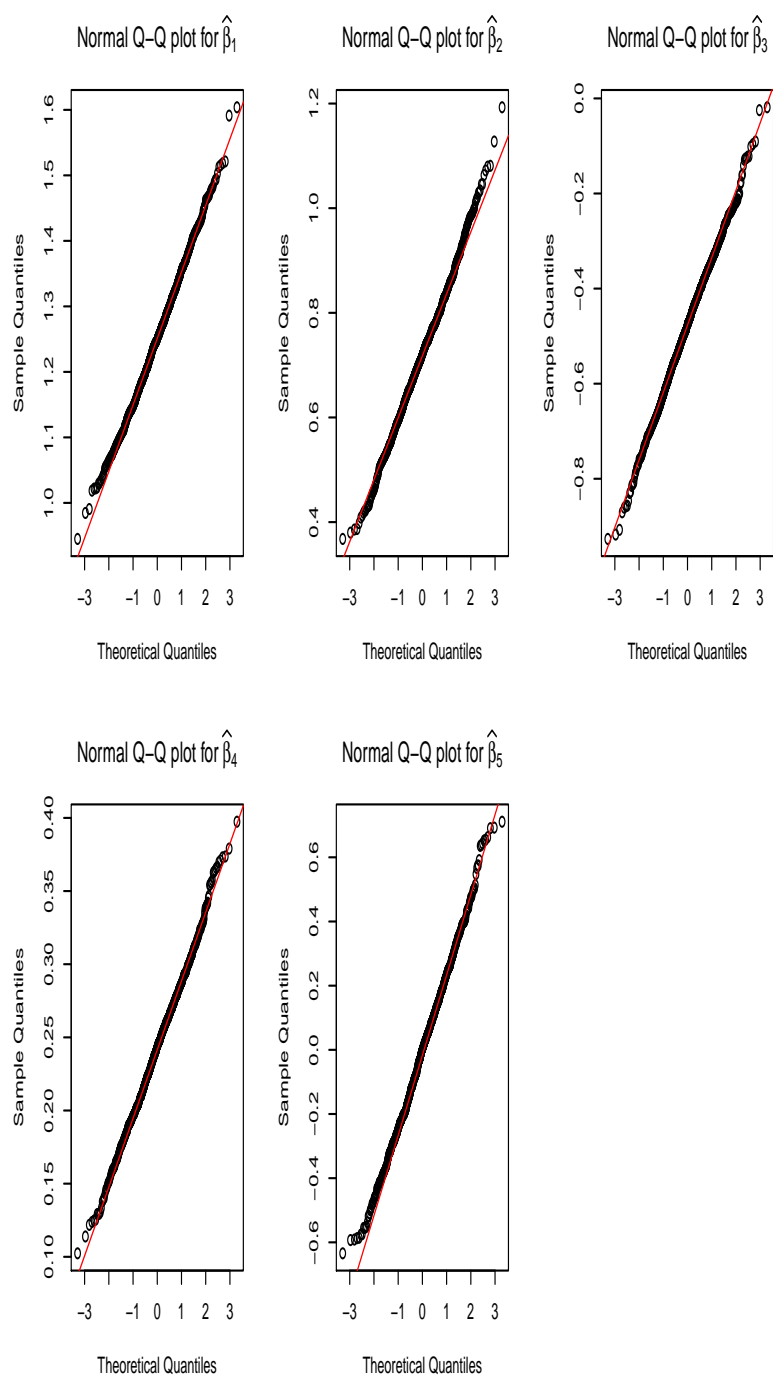 Normal Q−Q plot for β̂₁
Sample Quantiles
1.0 1.1 1.2 1.3 1.4 1.5 1.6
−3 −1 0 1 2 3
Theoretical Quantiles
Normal Q−Q plot for β̂₂
Sample Quantiles
0.4 0.6 0.8 1.0 1.2
−3 −1 0 1 2 3
Theoretical Quantiles
Normal Q−Q plot for β̂₃
Sample Quantiles
−0.8 −0.6 −0.4 −0.2 0.0
−3 −1 0 1 2 3
Theoretical Quantiles
Normal Q−Q plot for β̂₄
Sample Quantiles
0.10 0.15 0.20 0.25 0.30 0.35 0.40
−3 −1 0 1 2 3
Theoretical Quantiles
Normal Q−Q plot for β̂₅
Sample Quantiles
−0.6 −0.4 −0.2 0.0 0.2 0.4 0.6
−3 −1 0 1 2 3
Theoretical Quantiles